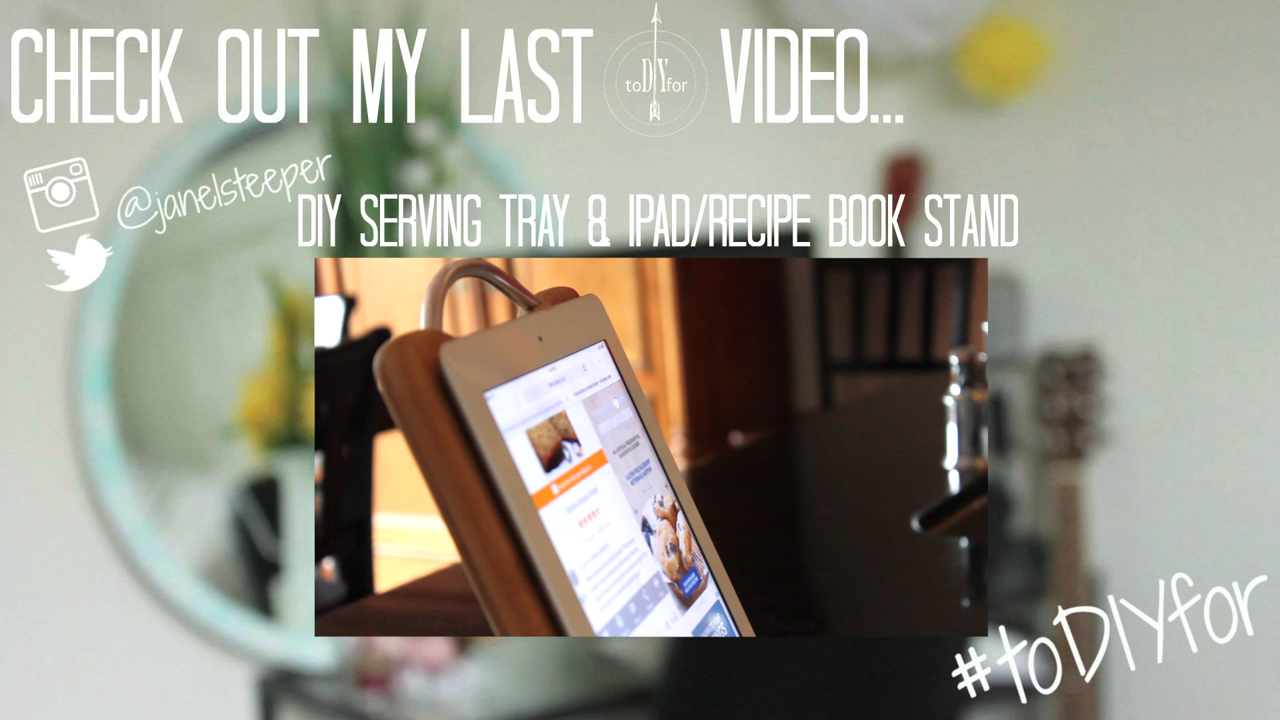 CHECK OUT MY LAST toDIYfor VIDEO...
@janelsteeper
DIY SERVING TRAY & IPAD/RECIPE BOOK STAND
#toDIYfor